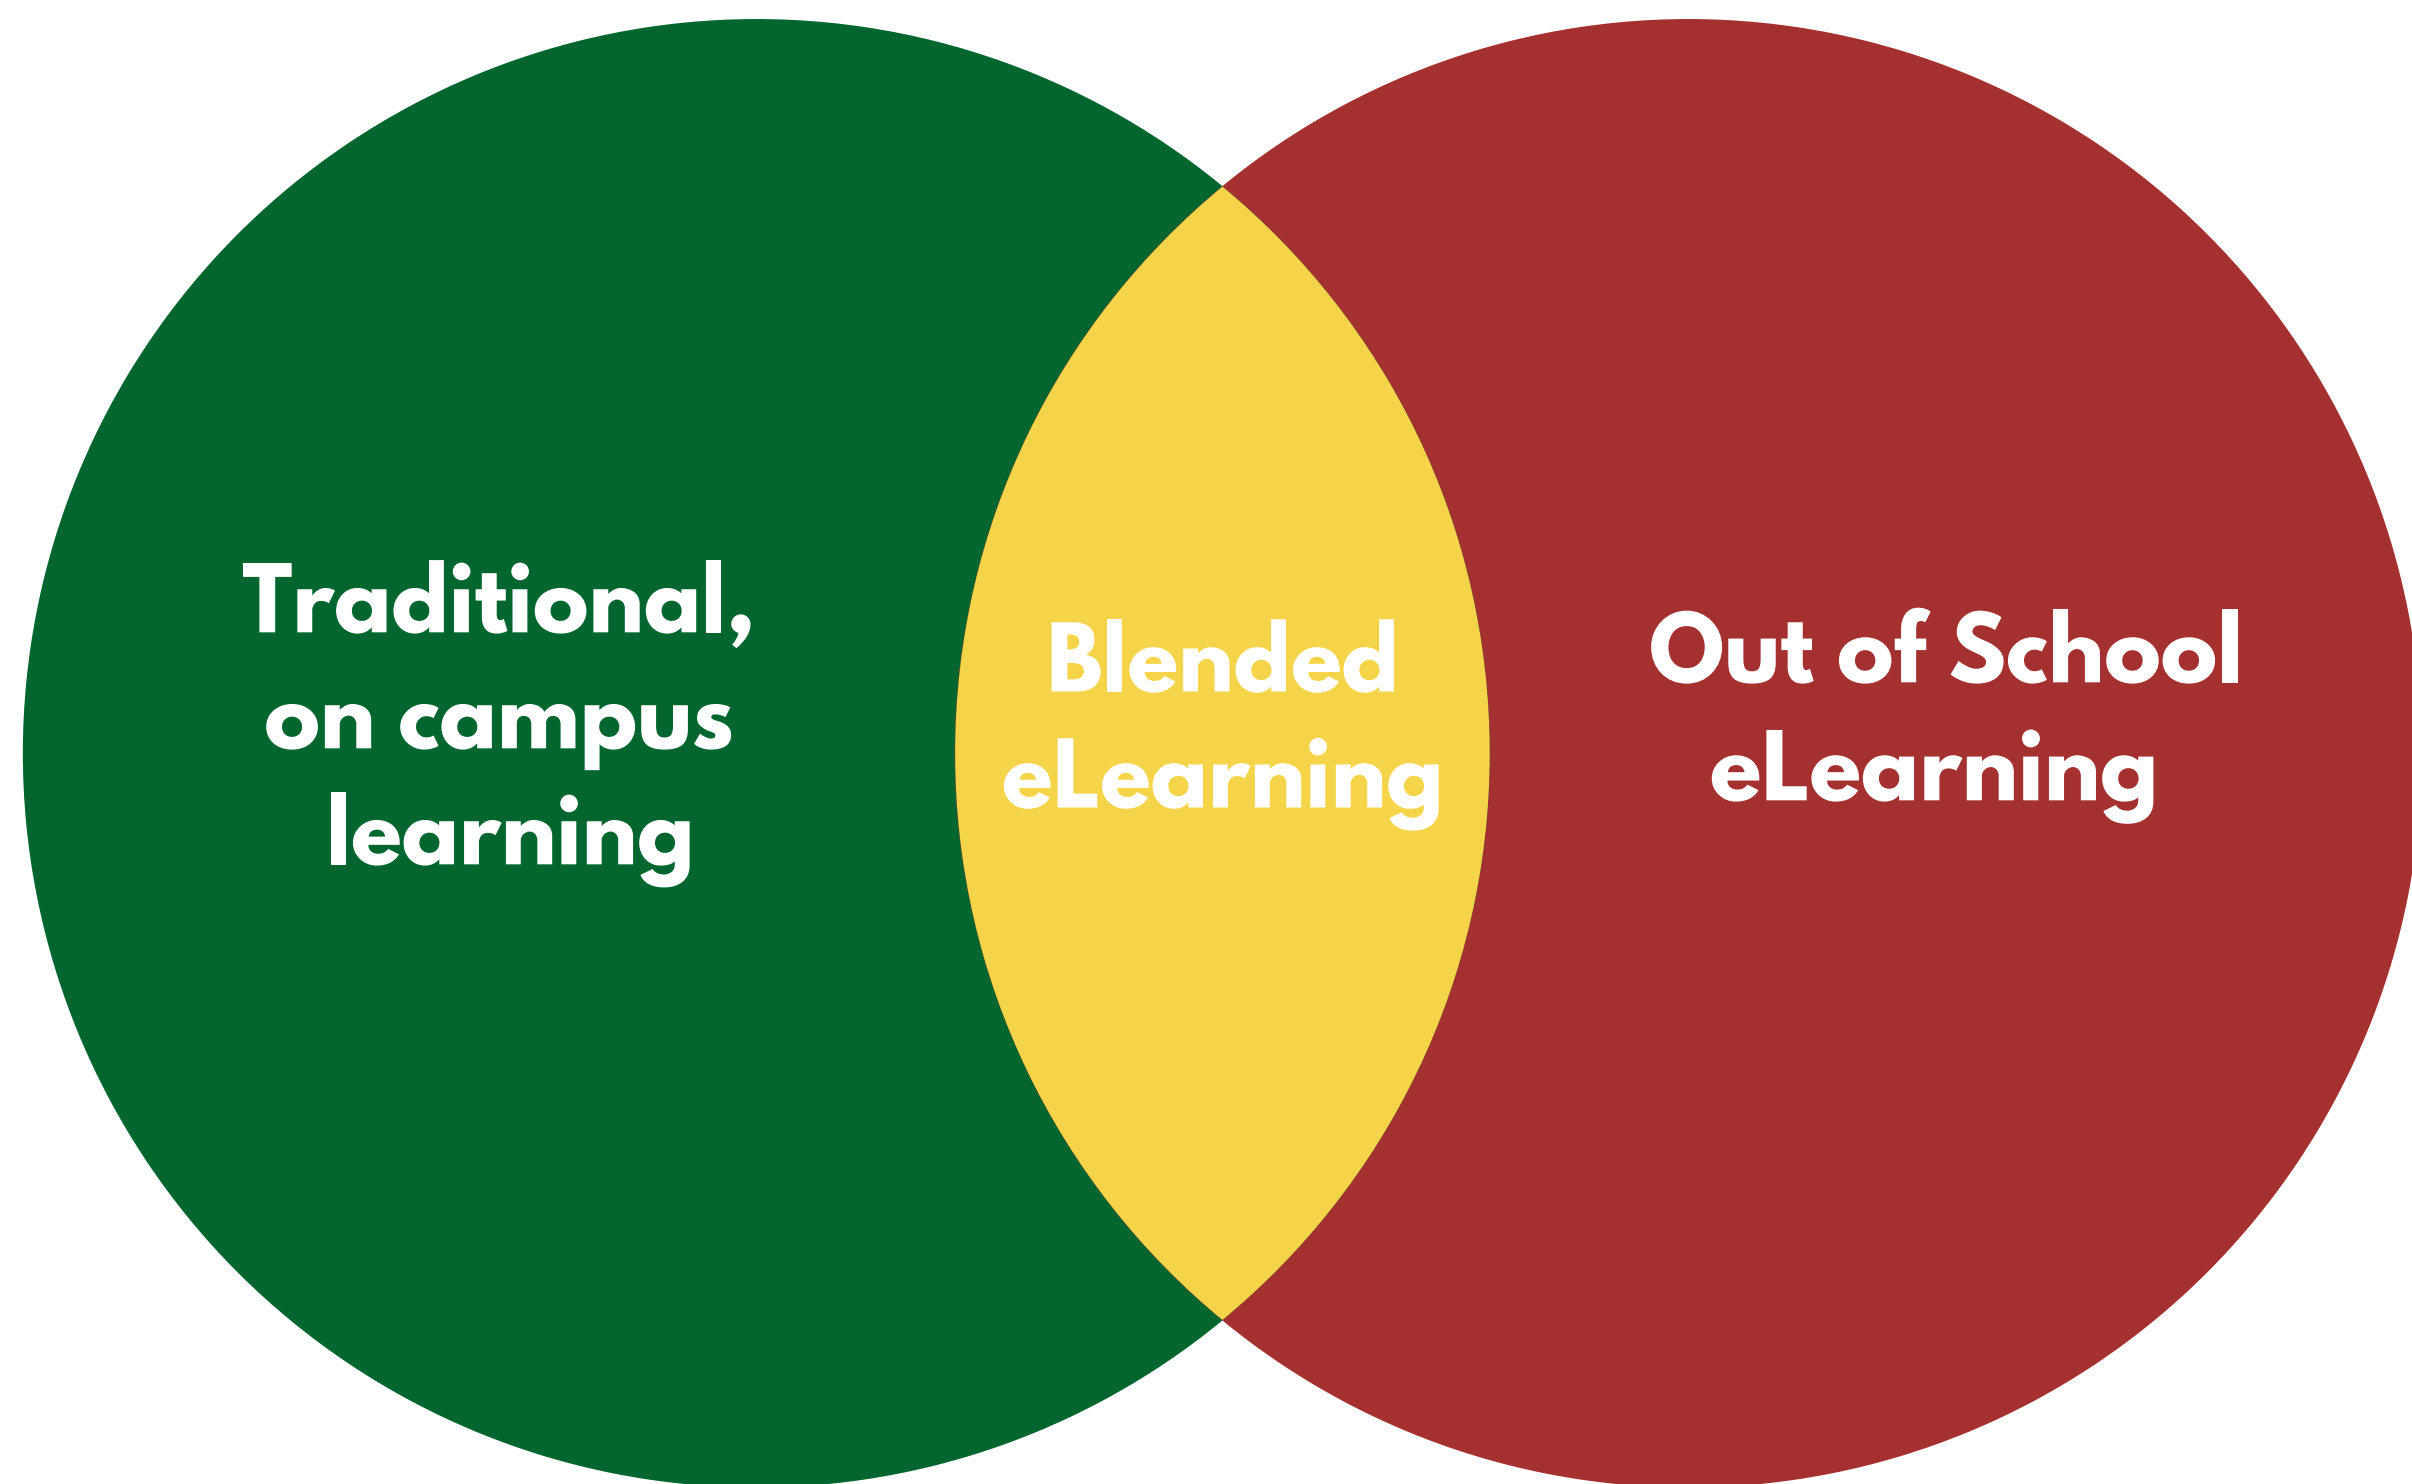 Traditional,
on campus
learning
Blended
eLearning
Out of School
eLearning